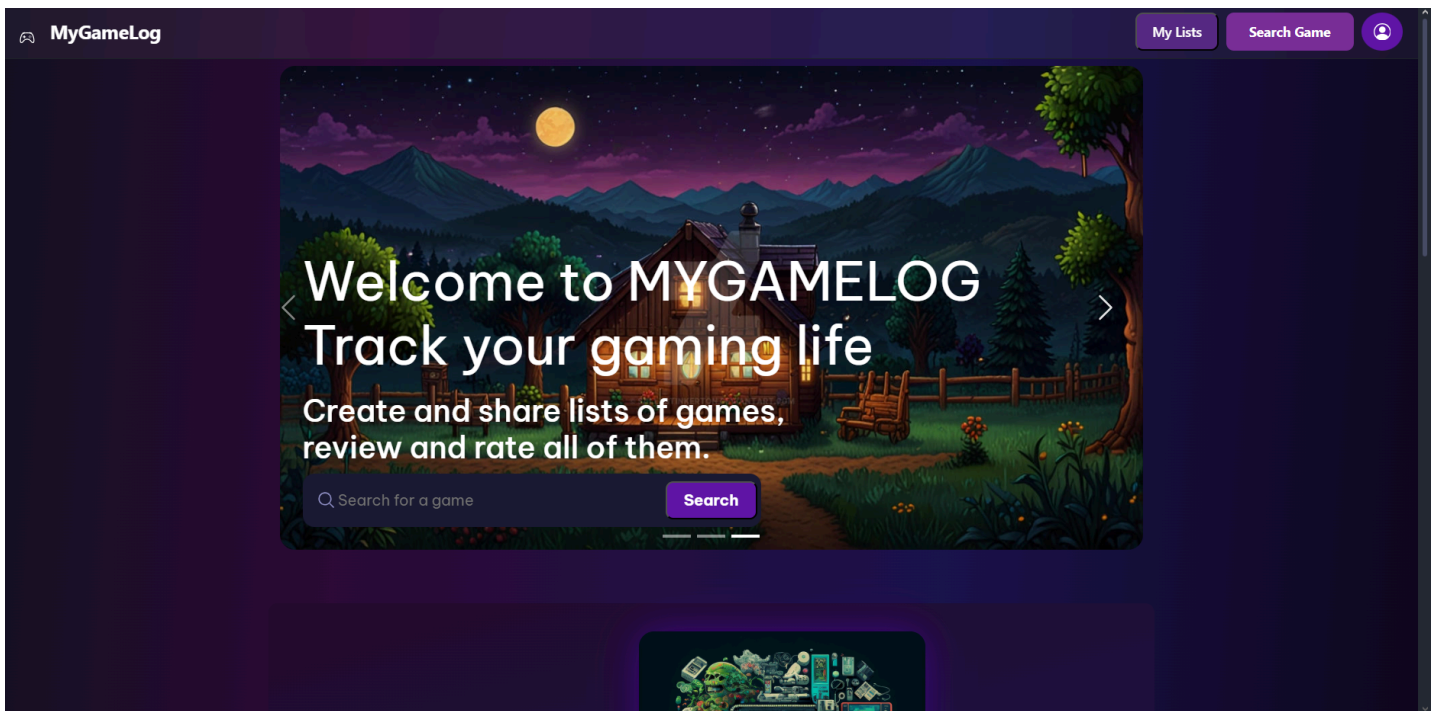 MyGameLog
My Lists
Search Game
Welcome to MYGAMELOG
Track your gaming life
Create and share lists of games,
review and rate all of them.
Search for a game
Search